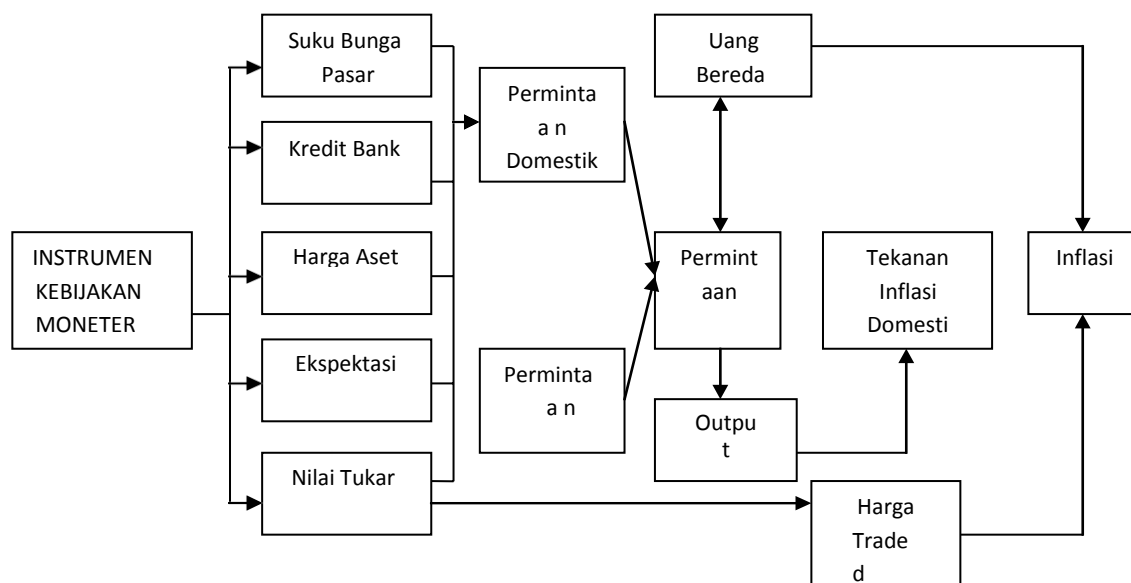 Suku Bunga
Pasar
Kredit Bank
INSTRUMEN
KEBIJAKAN
MONETER
Harga Aset
Ekspektasi
Nilai Tukar
Perminta
a n
Domestik
Perminta
a n
Uang
Bereda
Permint
aan
Outpu
t
Tekanan
Inflasi
Domesti
Harga
Trade
d
Inflasi